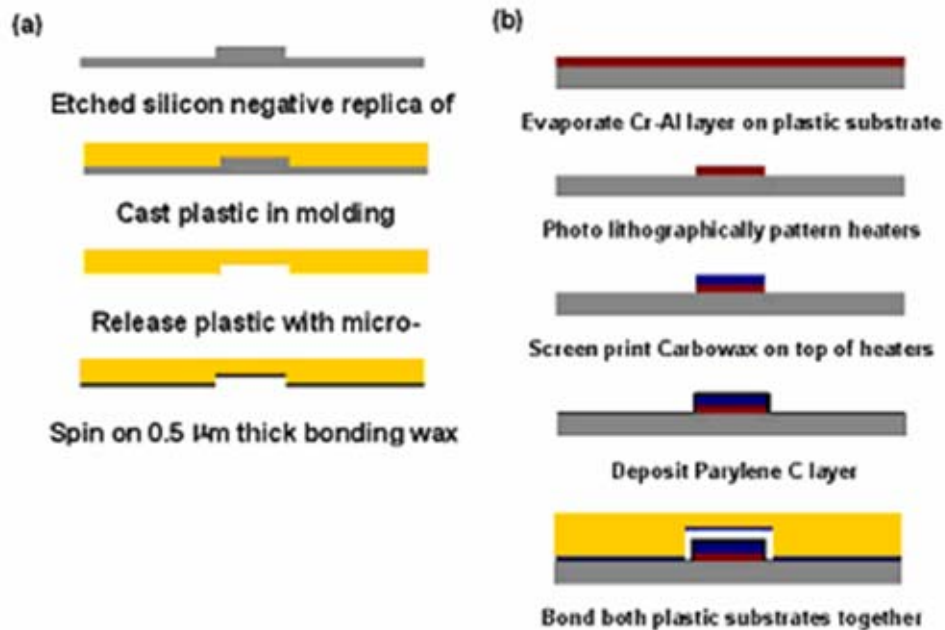 (a)
Etched silicon negative replica of
Cast plastic in molding
Release plastic with micro-
Spin on 0.5 μm thick bonding wax
(b)
Evaporate Cr-Al layer on plastic substrate
Photo lithographically pattern heaters
Screen print Carbowax on top of heaters
Deposit Parylene C layer
Bond both plastic substrates together